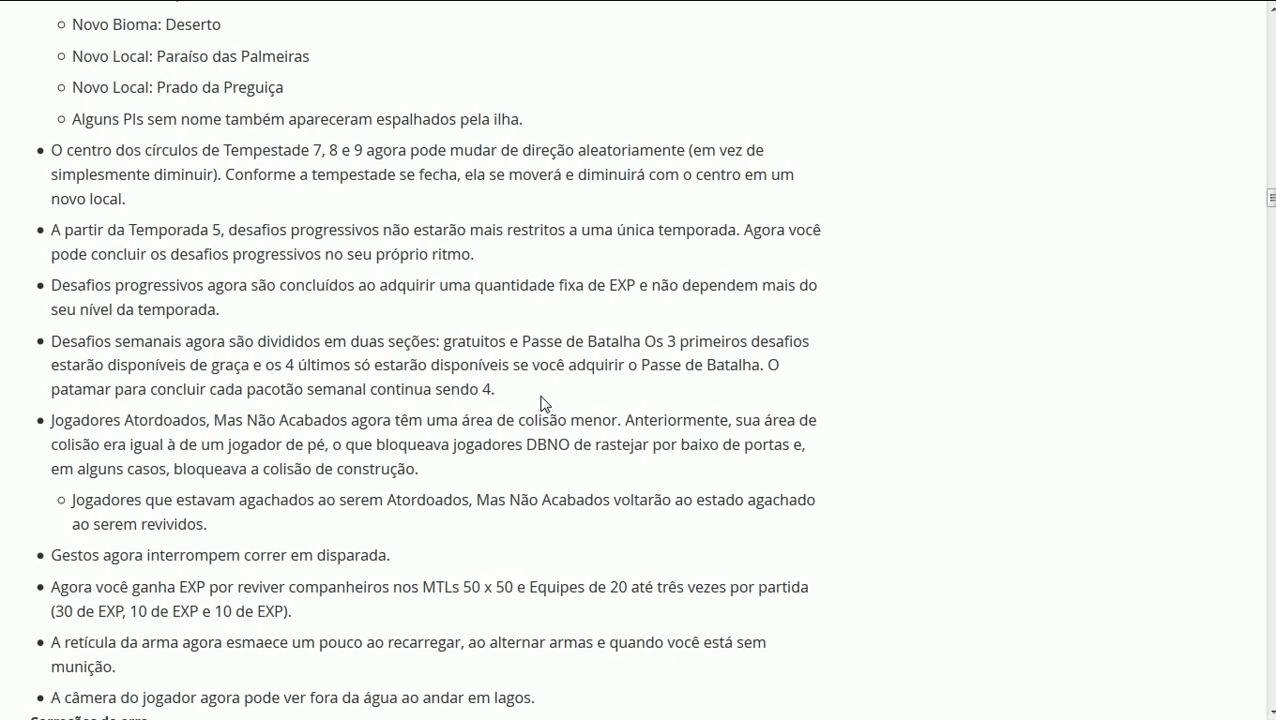 Novo Bioma: Deserto
Novo Local: Paraíso das Palmeiras
Novo Local: Prado da Preguiça
Alguns PIs sem nome também apareceram espalhados pela ilha.
O centro dos círculos de Tempestade 7, 8 e 9 agora pode mudar de direção aleatoriamente (em vez de
simplesmente diminuir). Conforme a tempestade se fecha, ela se moverá e diminuirá com o centro em um
novo local.
A partir da Temporada 5, desafios progressivos não estarão mais restritos a uma única temporada. Agora você
pode concluir os desafios progressivos no seu próprio ritmo.
Desafios progressivos agora são concluídos ao adquirir uma quantidade fixa de EXP e não dependem mais do
seu nível da temporada.
Desafios semanais agora são divididos em duas seções: gratuitos e Passe de Batalha Os 3 primeiros desafios
estarão disponíveis de graça e os 4 últimos só estarão disponíveis se você adquirir o Passe de Batalha. O
patamar para concluir cada pacotão semanal continua sendo 4.
Jogadores Atordoados, Mas Não Acabados agora têm uma área de colisão menor. Anteriormente, sua área de
colisão era igual à de um jogador de pé, o que bloqueava jogadores DBNO de rastejar por baixo de portas e,
em alguns casos, bloqueava a colisão de construção.
Jogadores que estavam agachados ao serem Atordoados, Mas Não Acabados voltarão ao estado agachado
ao serem revividos.
Gestos agora interrompem correr em disparada.
Agora você ganha EXP por reviver companheiros nos MTLs 50 x 50 e Equipes de 20 até três vezes por partida
(30 de EXP, 10 de EXP e 10 de EXP).
A retícula da arma agora esmaece um pouco ao recarregar, ao alternar armas e quando você está sem
munição.
A câmera do jogador agora pode ver fora da água ao andar em lagos.